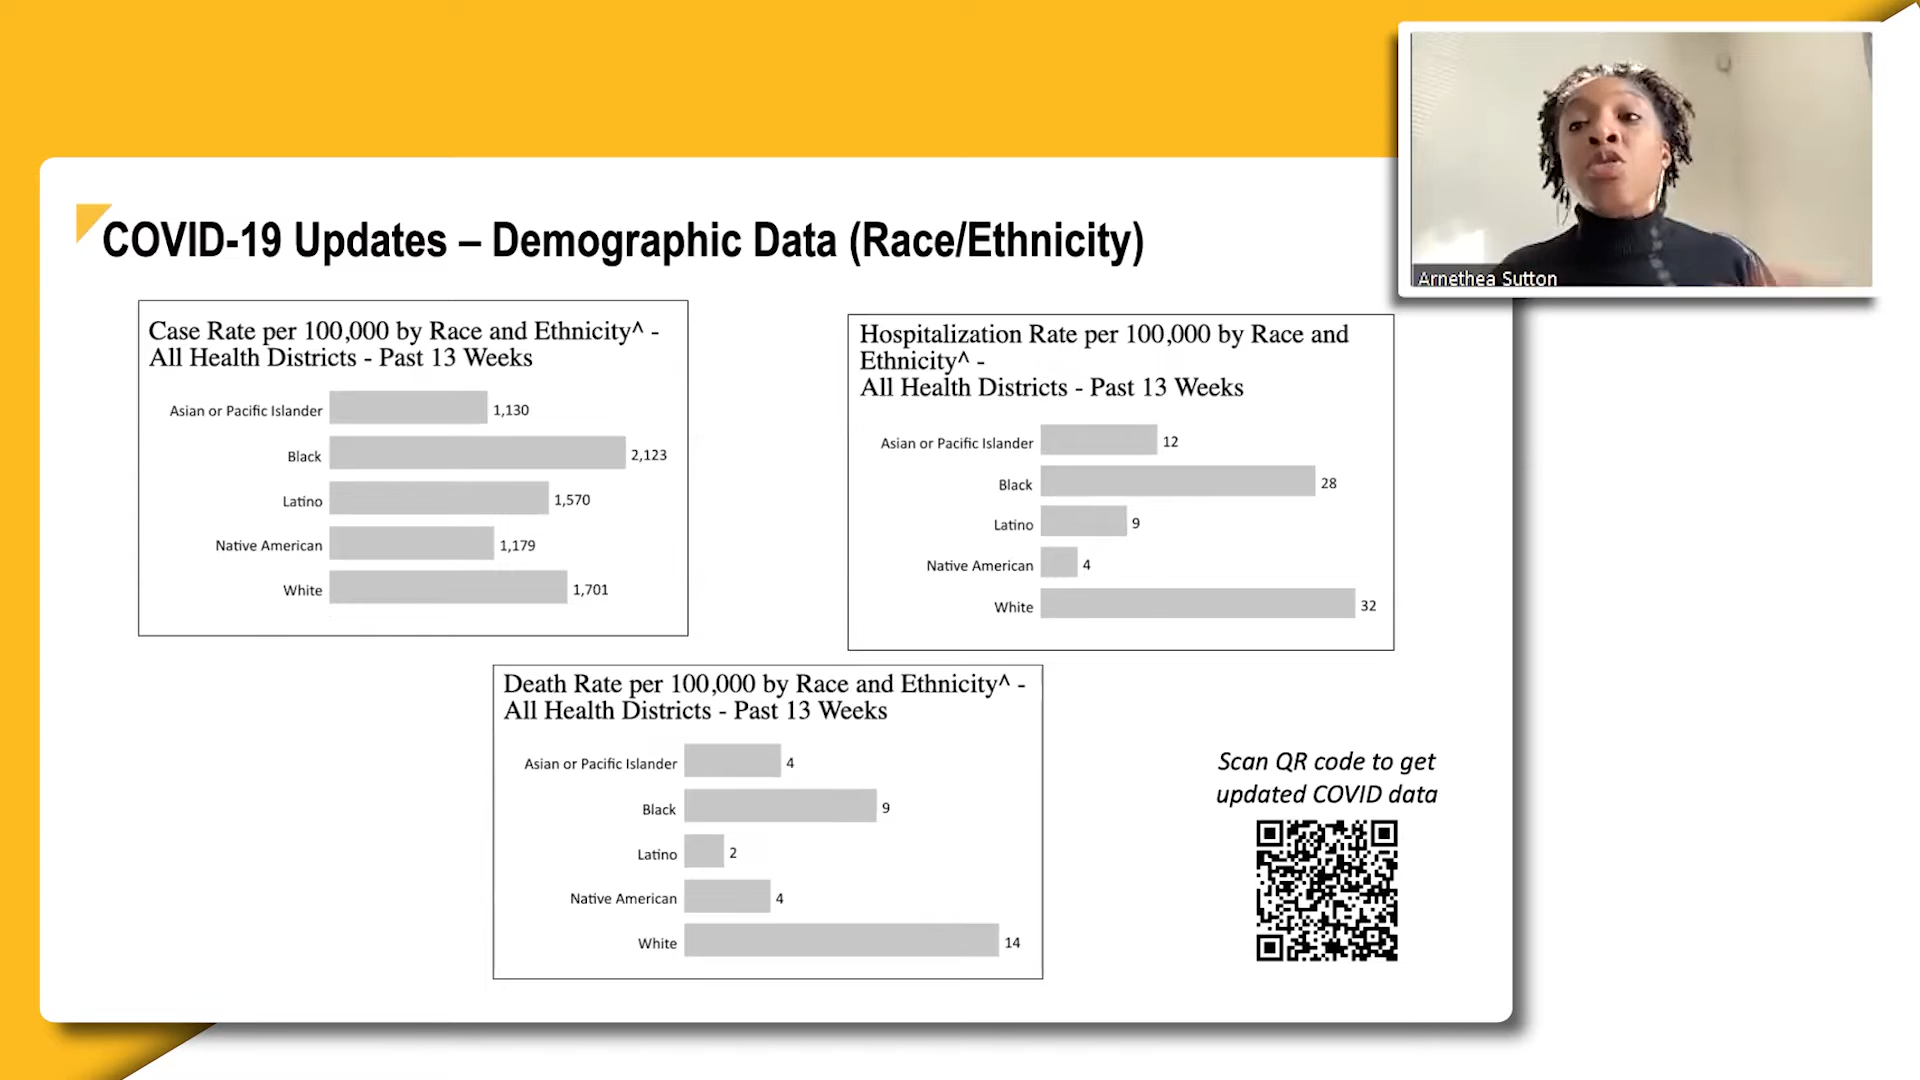 COVID-19 Updates – Demographic Data (Race/Ethnicity)
Arnethea Sutton
Case Rate per 100,000 by Race and Ethnicity^ -
All Health Districts - Past 13 Weeks
Asian or Pacific Islander 1,130
Black 2,123
Latino 1,570
Native American 1,179
White 1,701
Hospitalization Rate per 100,000 by Race and
Ethnicity^ -
All Health Districts - Past 13 Weeks
Asian or Pacific Islander 12
Black 28
Latino 9
Native American 4
White 32
Death Rate per 100,000 by Race and Ethnicity^ -
All Health Districts - Past 13 Weeks
Asian or Pacific Islander 4
Black 9
Latino 2
Native American 4
White 14
Scan QR code to get
updated COVID data